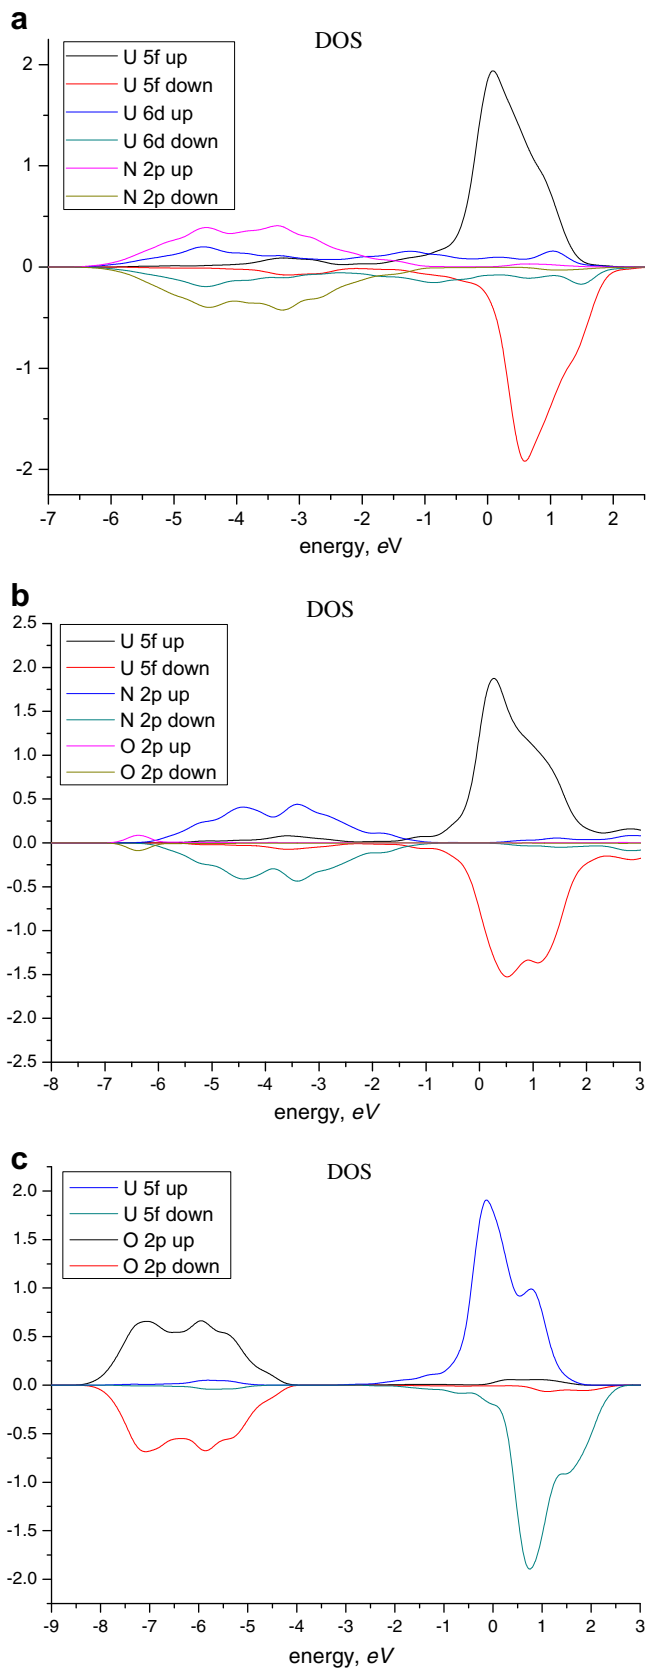 a
DOS
U 5f up
U 5f down
U 6d up
U 6d down
N 2p up
N 2p down
2
1
0
-1
-2
-7 -6 -5 -4 -3 -2 -1 0 1 2
energy, eV
b
DOS
U 5f up
U 5f down
N 2p up
N 2p down
O 2p up
O 2p down
2.5
2.0
1.5
1.0
0.5
0.0
-0.5
-1.0
-1.5
-2.0
-2.5
-8 -7 -6 -5 -4 -3 -2 -1 0 1 2 3
energy, eV
c
DOS
U 5f up
U 5f down
O 2p up
O 2p down
2.0
1.5
1.0
0.5
0.0
-0.5
-1.0
-1.5
-2.0
-9 -8 -7 -6 -5 -4 -3 -2 -1 0 1 2 3
energy, eV